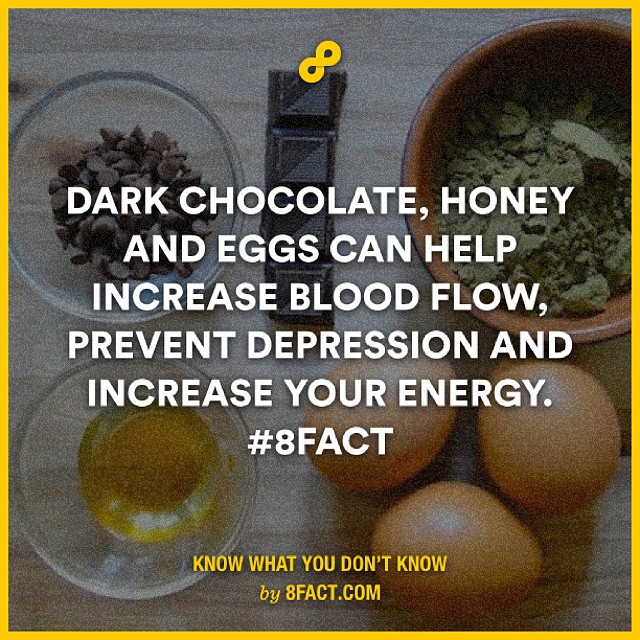 DARK CHOCOLATE, HONEY
AND EGGS CAN HELP
INCREASE BLOOD FLOW,
PREVENT DEPRESSION AND
INCREASE YOUR ENERGY.
#8FACT
KNOW WHAT YOU DON'T KNOW
by 8FACT.COM